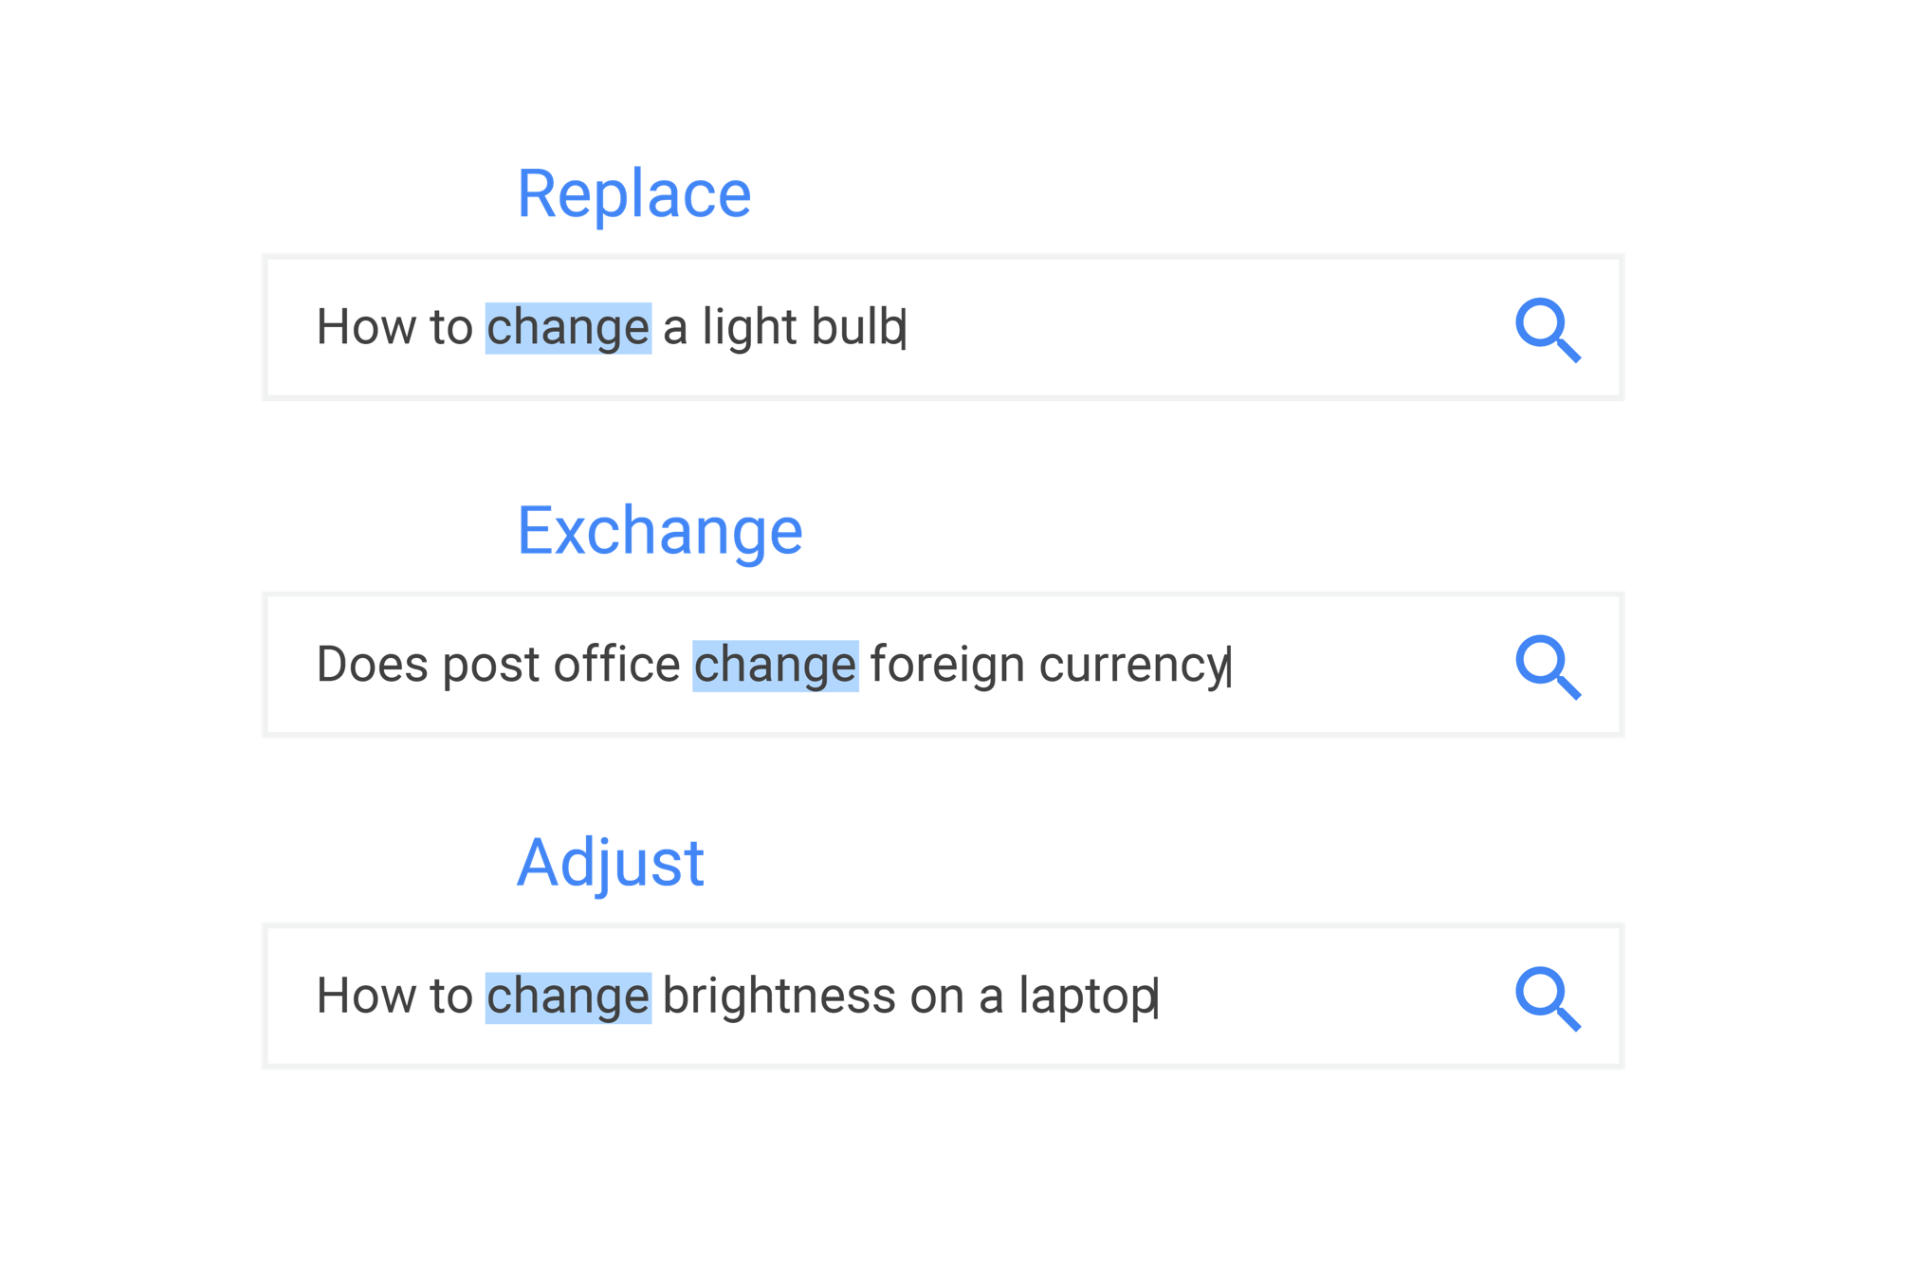 Replace
How to change a light bulb
Exchange
Does post office change foreign currency
Adjust
How to change brightness on a laptop